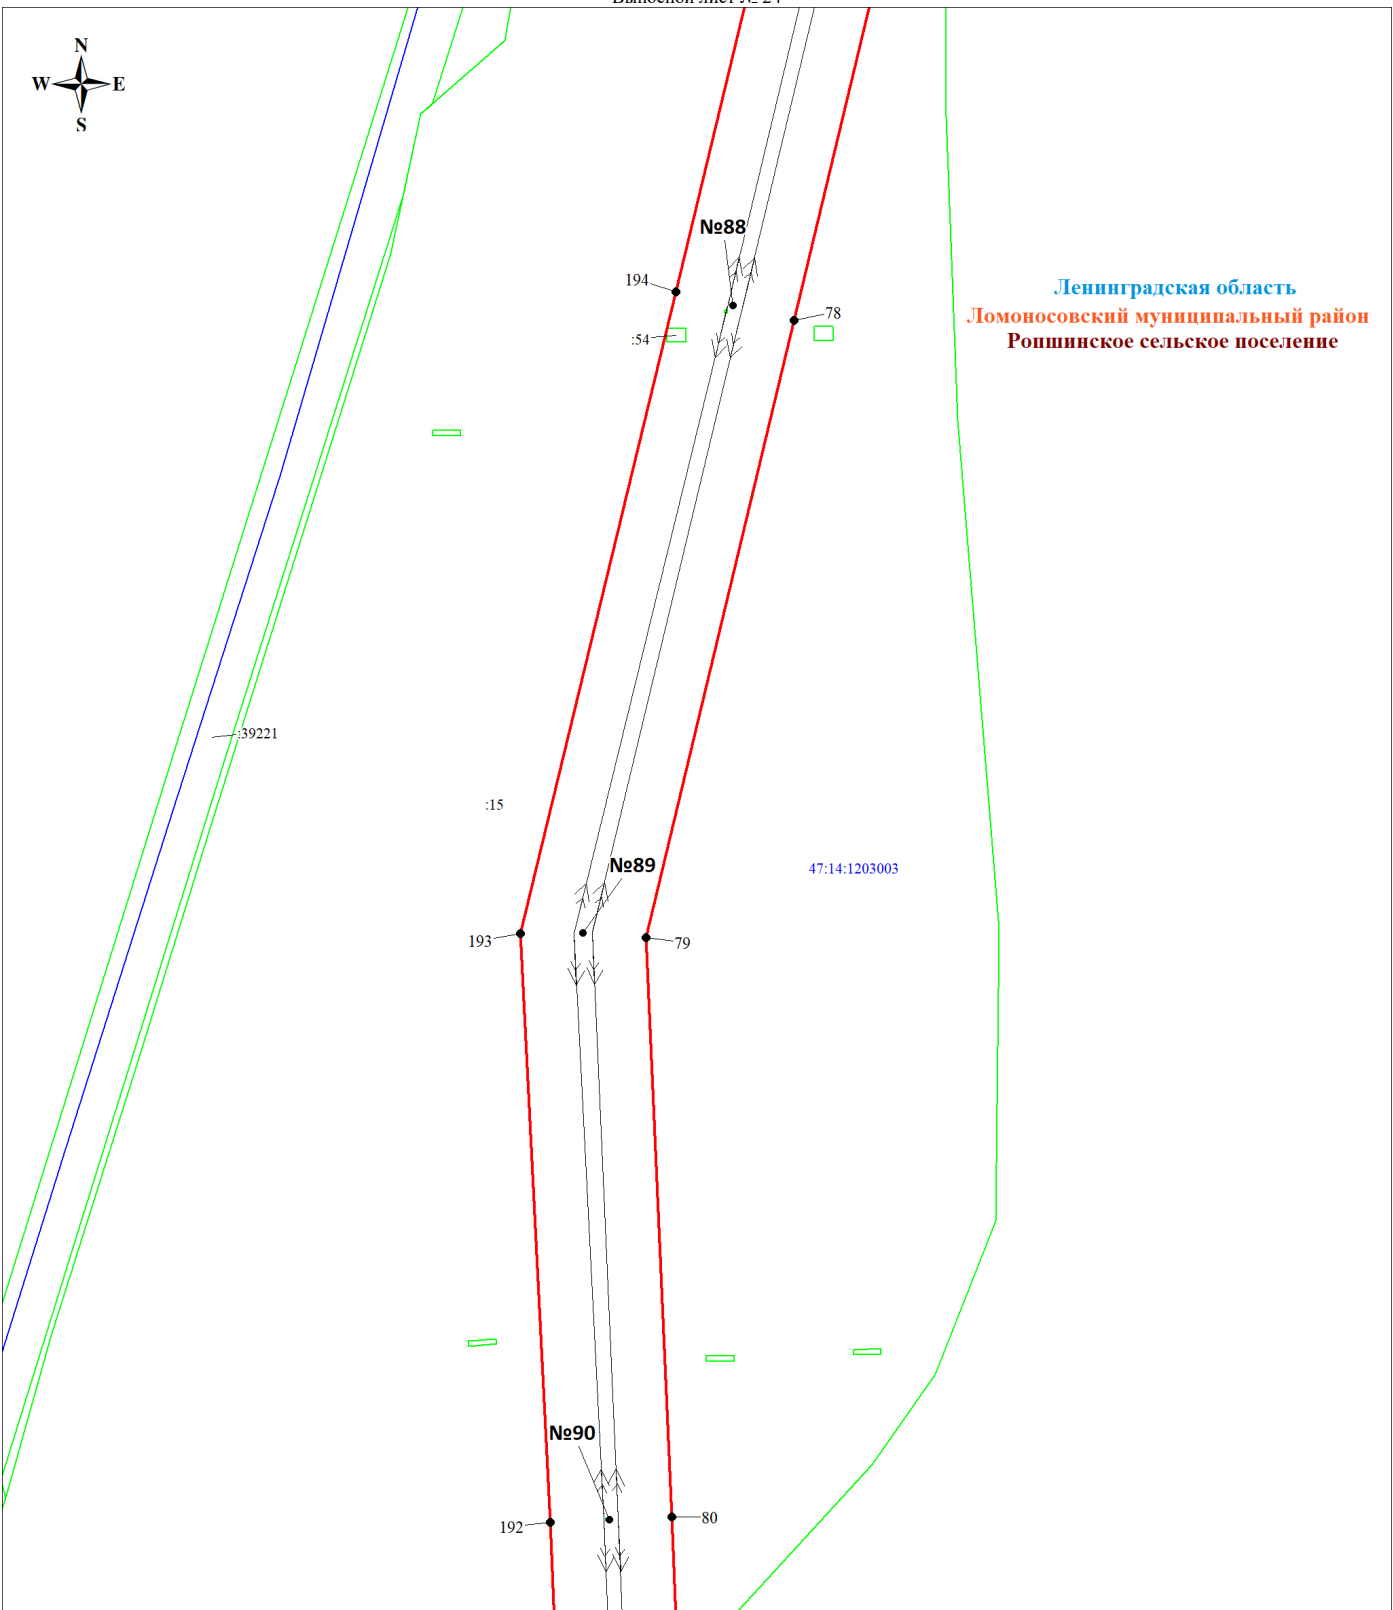 N
W E
S
№88
194
78
:54
Ленинградская область
Ломоносовский муниципальный район
Ропшинское сельское поселение
:39221
:15
№89
47:14:1203003
193
79
№90
192
80